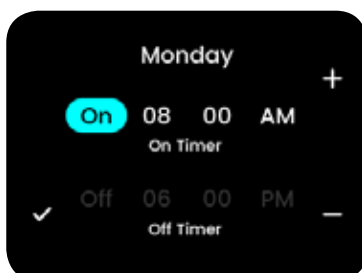 Monday
+
On 08 00 AM
On Timer
Off 06 00 PM
Off Timer